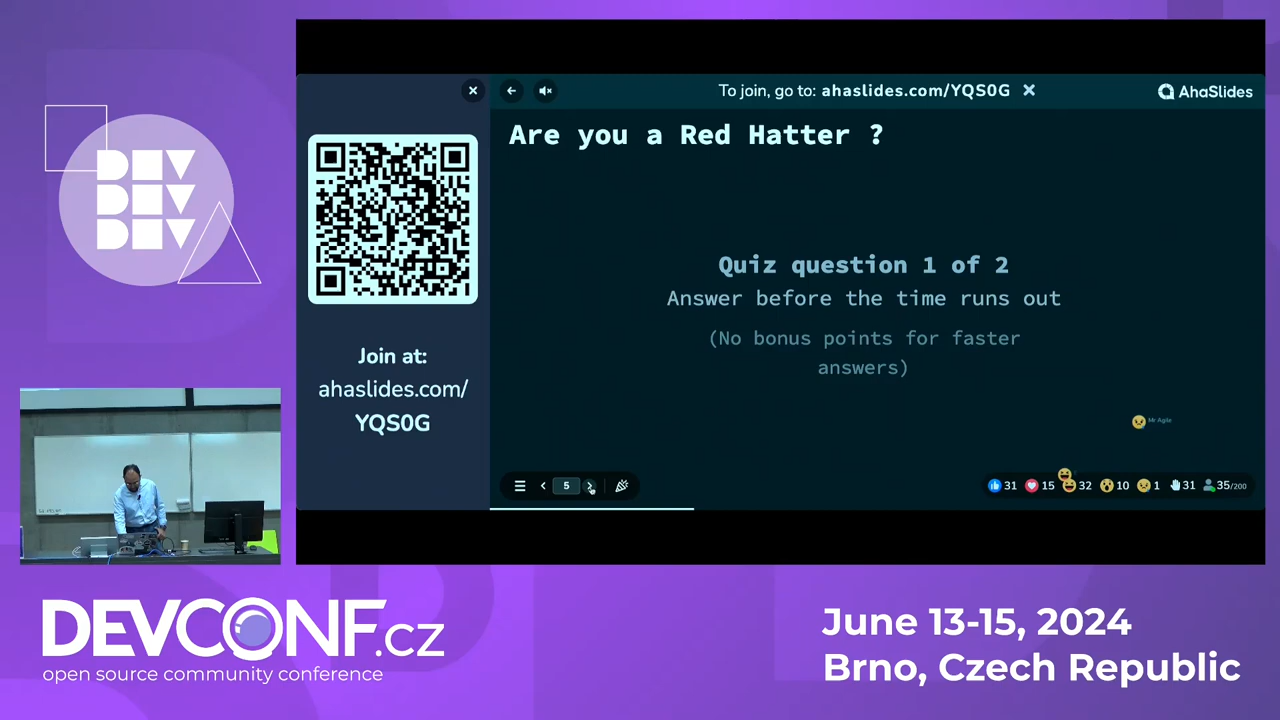 DEV
DEV
DEV
To join, go to: ahaslides.com/YQS0G
AhaSlides
Are you a Red Hatter ?
Quiz question 1 of 2
Answer before the time runs out
(No bonus points for faster
answers)
Mr Agile
Join at:
ahaslides.com/
YQS0G
5
31 15 32 10 1 31 35/200
DEVCONF.cz
open source community conference
June 13-15, 2024
Brno, Czech Republic